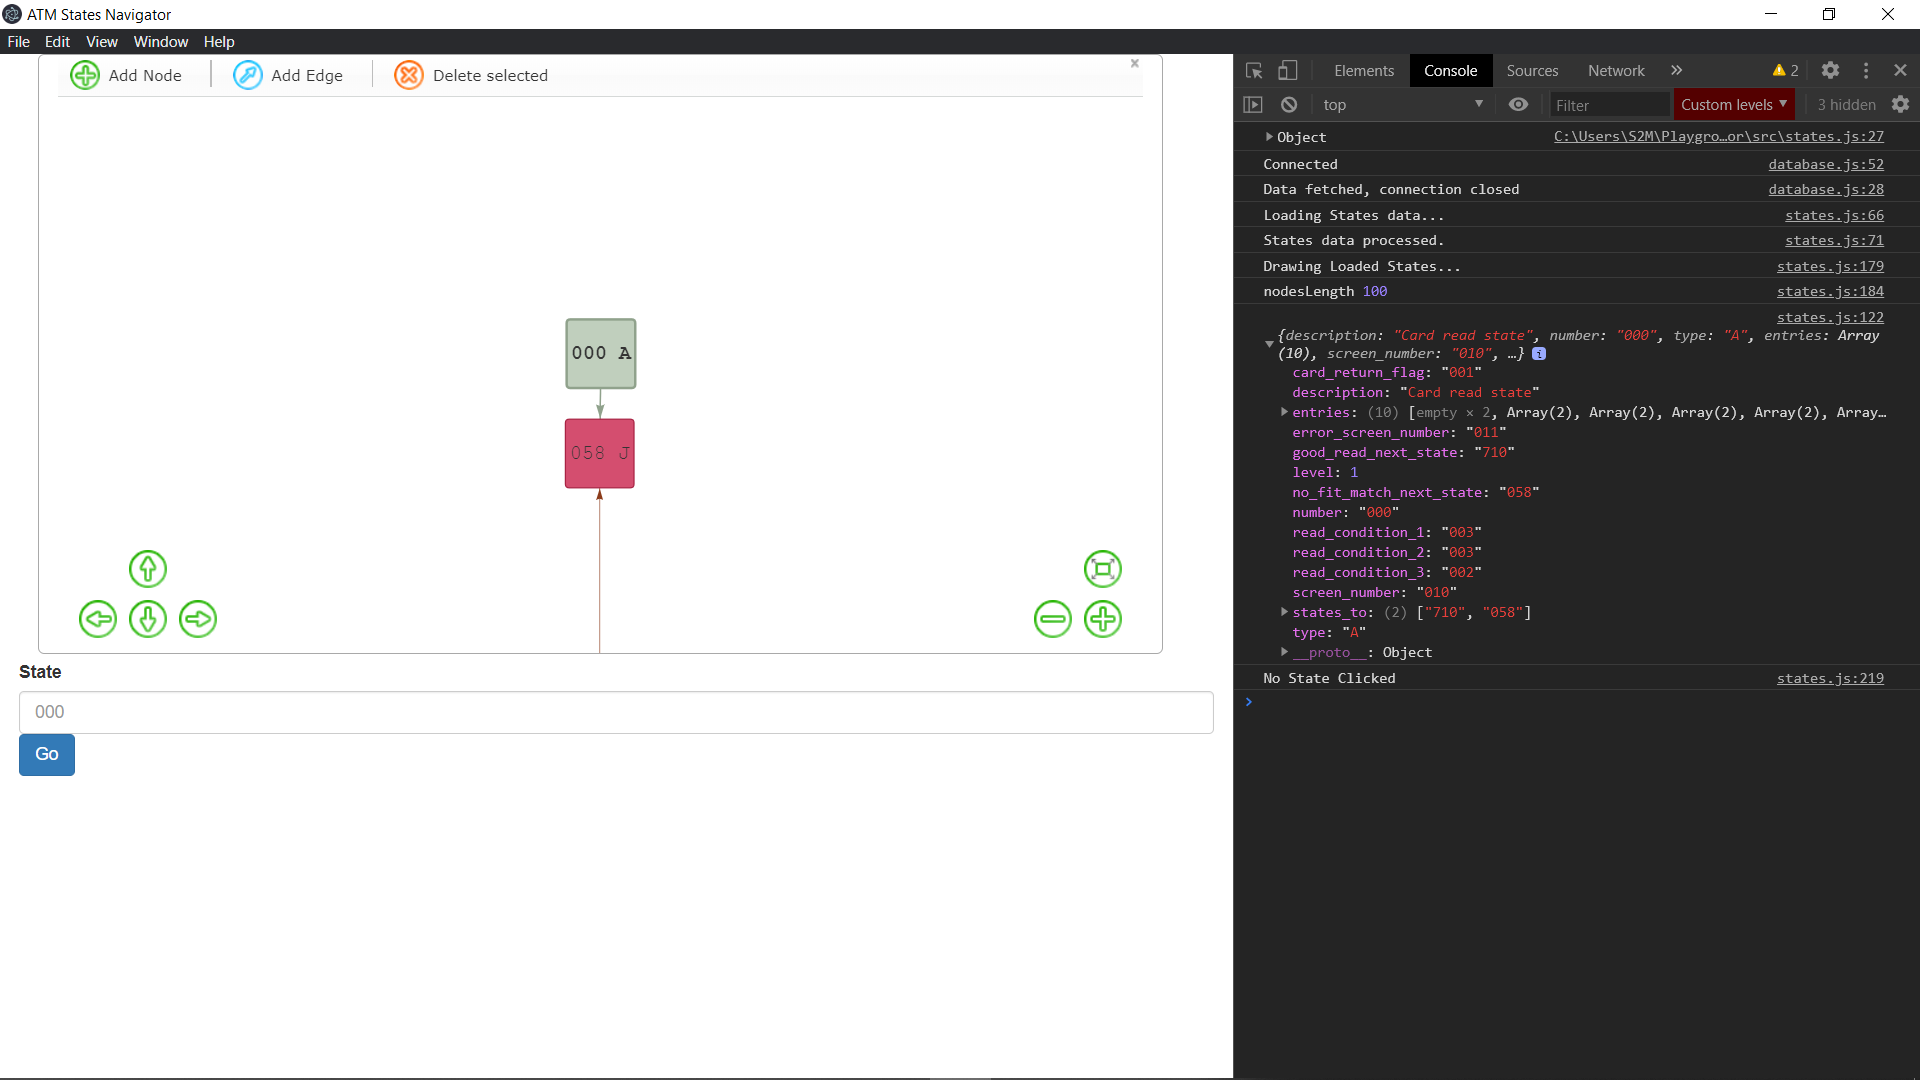 ATM States Navigator
File Edit View Window Help
Add Node Add Edge Delete selected ×
000 A
058 J
State
000
Go
Elements Console Sources Network » 2
top Filter Custom levels ▼ 3 hidden
Object C:\Users\S2M\Playgro…or\src\states.js:27
Connected database.js:52
Data fetched, connection closed database.js:28
Loading States data... states.js:66
States data processed. states.js:71
Drawing Loaded States... states.js:179
nodesLength 100 states.js:184
states.js:122
{description: "Card read state", number: "000", type: "A", entries: Array
(10), screen_number: "010", …} i
card_return_flag: "001"
description: "Card read state"
entries: (10) [empty × 2, Array(2), Array(2), Array(2), Array(2), Array…
error_screen_number: "011"
good_read_next_state: "710"
level: 1
no_fit_match_next_state: "058"
number: "000"
read_condition_1: "003"
read_condition_2: "003"
read_condition_3: "002"
screen_number: "010"
states_to: (2) ["710", "058"]
type: "A"
__proto__: Object
No State Clicked states.js:219